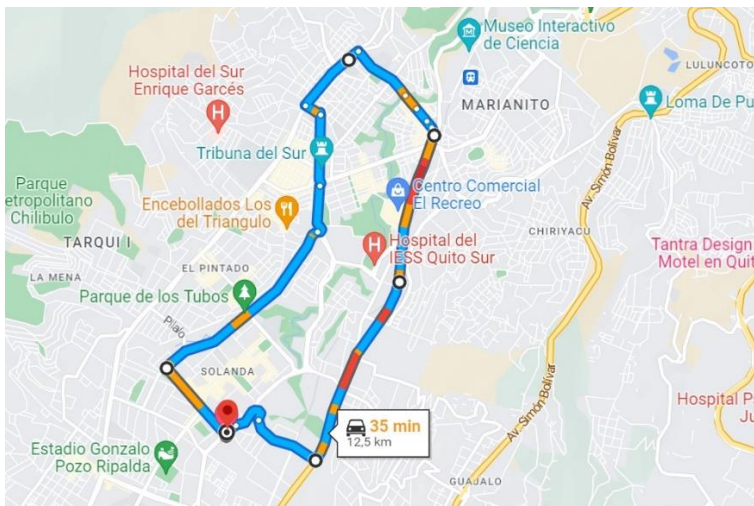 Museo Interactivo
de Ciencia
LULUNCOTO
Hospital del Sur
Enrique Garcés
MARIANITO
Loma De Pu
Tribuna del Sur
Av. Simón Bolívar
Parque
etropolitano
Chilibulo
Centro Comercial
El Recreo
Encebollados Los
del Triangulo
CHIRIYACU
TARQUI I
Hospital del
IESS Quito Sur
Tantra Design
Motel en Quit
EL PINTADO
LA MENA
Parque de los Tubos
Pilalo
SOLANDA
Hospital P
Ju
35 min
12,5 km
Av. Simón Bolívar
Estadio Gonzalo
Pozo Ripalda
GUAJALO